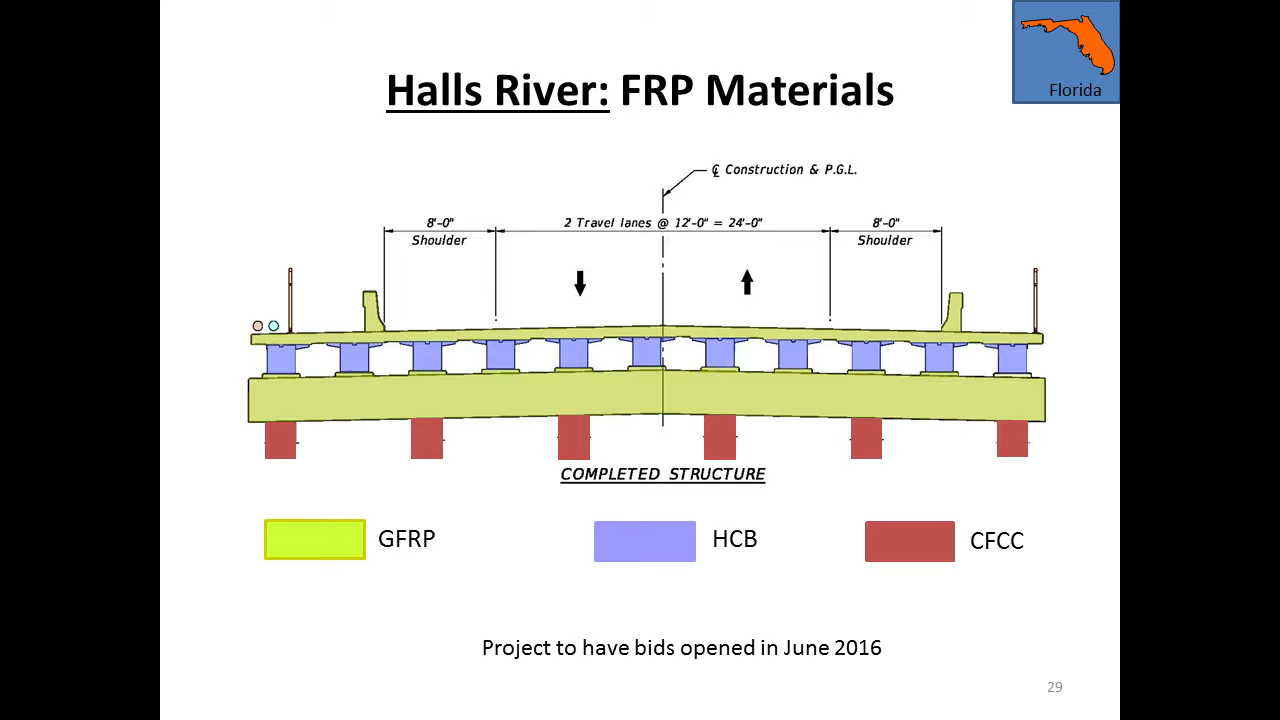 Florida
Halls River: FRP Materials
℄ Construction & P.G.L.
8'-0"
Shoulder
2 Travel lanes @ 12'-0" = 24'-0"
8'-0"
Shoulder
COMPLETED STRUCTURE
GFRP
HCB
CFCC
Project to have bids opened in June 2016
29